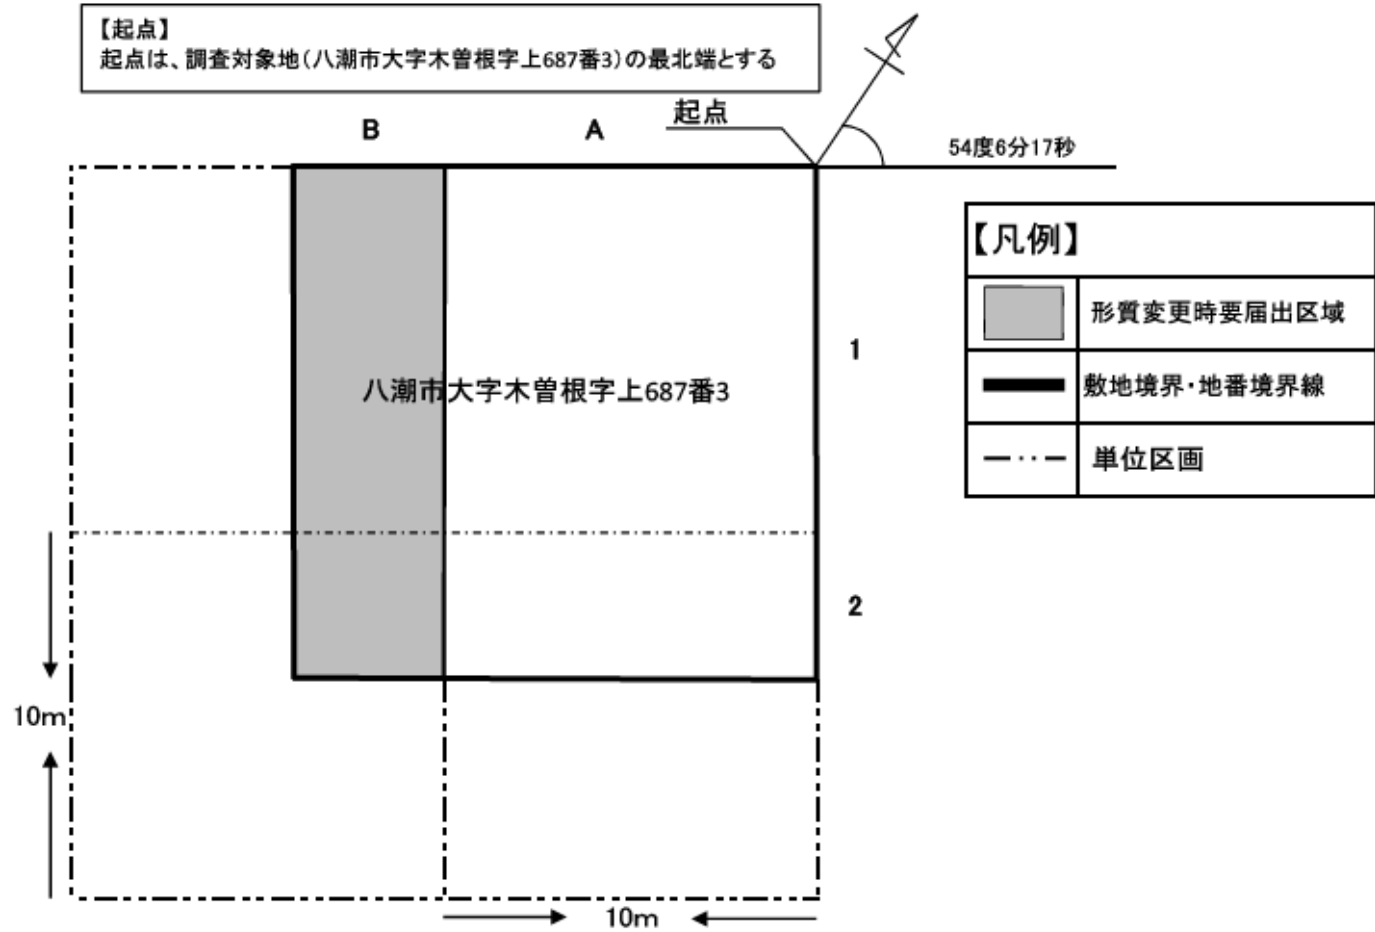 【起点】
起点は、調査対象地(八潮市大字木曽根字上687番3)の最北端とする
起点
B
A
54度6分17秒
【凡例】
形質変更時要届出区域
敷地境界・地番境界線
単位区画
1
八潮市大字木曽根字上687番3
2
10m
10m